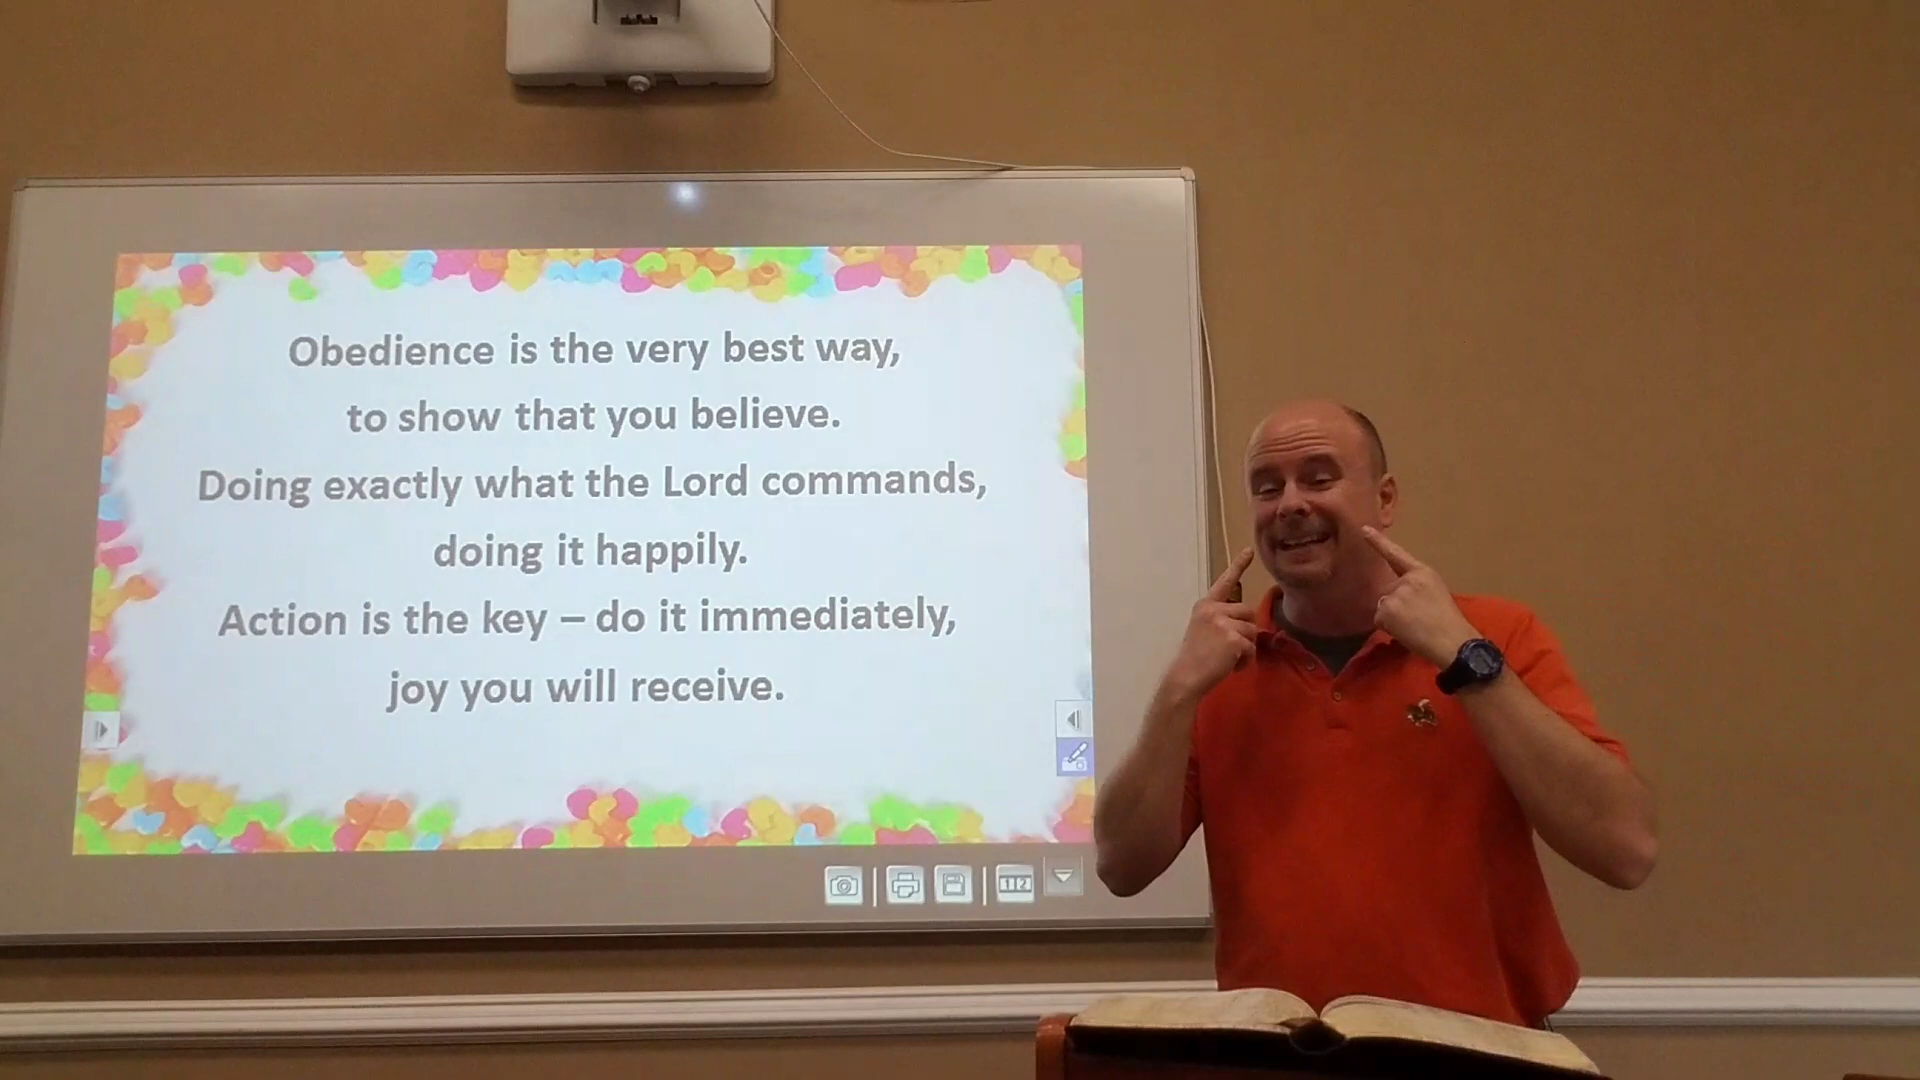 Obedience is the very best way,
to show that you believe.
Doing exactly what the Lord commands,
doing it happily.
Action is the key – do it immediately,
joy you will receive.